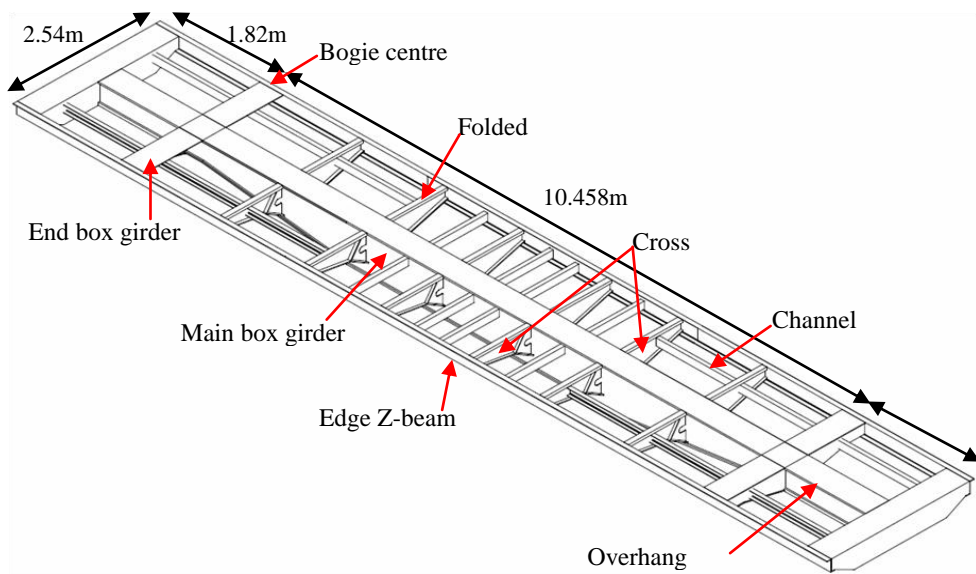 2.54m
1.82m
Bogie centre
Folded
10.458m
End box girder
Cross
Main box girder
Channel
Edge Z-beam
Overhang